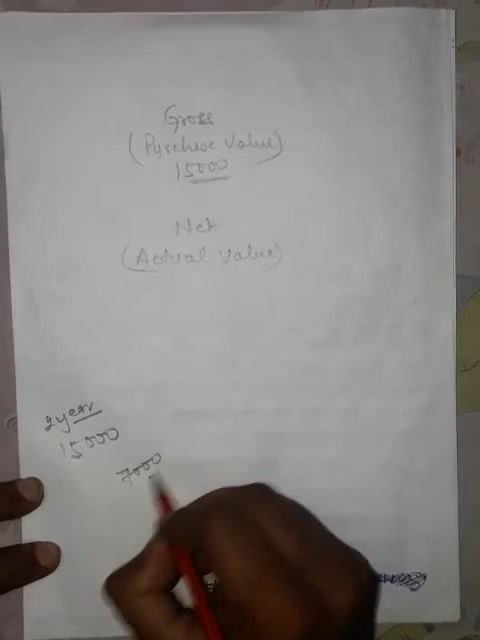 Gross
(Purchase Value)
15000
Net
(Actual Value)
2 year
15000
7000